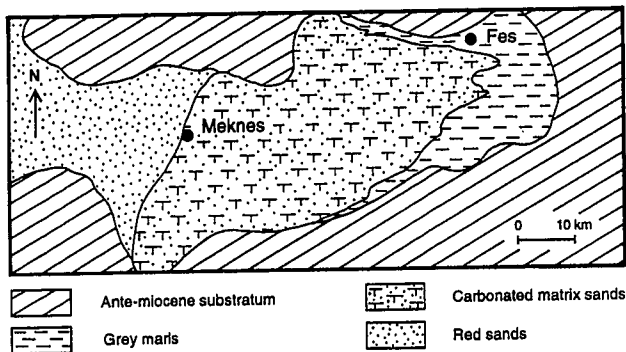 Fes
N
Meknes
0 10 km
Ante-miocene substratum
Carbonated matrix sands
Grey marls
Red sands